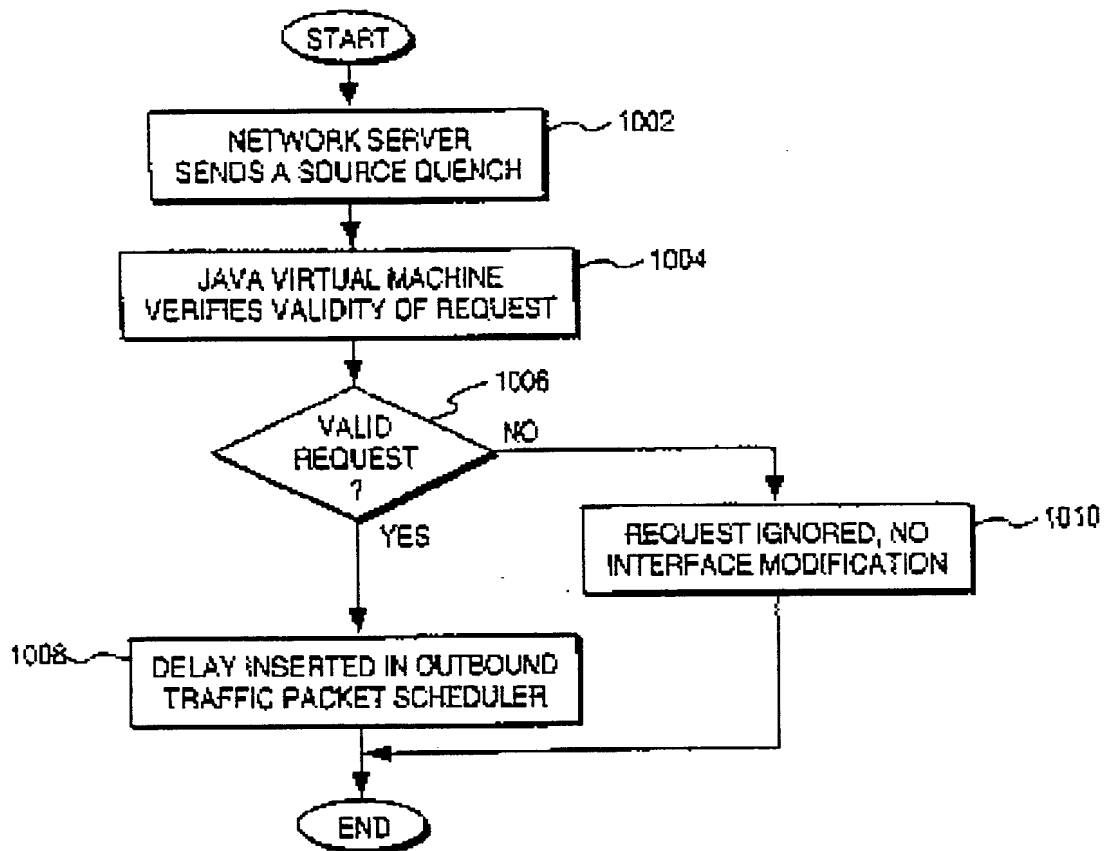 START
NETWORK SERVER
SENDS A SOURCE QUENCH
1002
JAVA VIRTUAL MACHINE
VERIFIES VALIDITY OF REQUEST
1004
VALID
REQUEST
?
1006
NO
YES
REQUEST IGNORED, NO
INTERFACE MODIFICATION
1010
1008
DELAY INSERTED IN OUTBOUND
TRAFFIC PACKET SCHEDULER
END